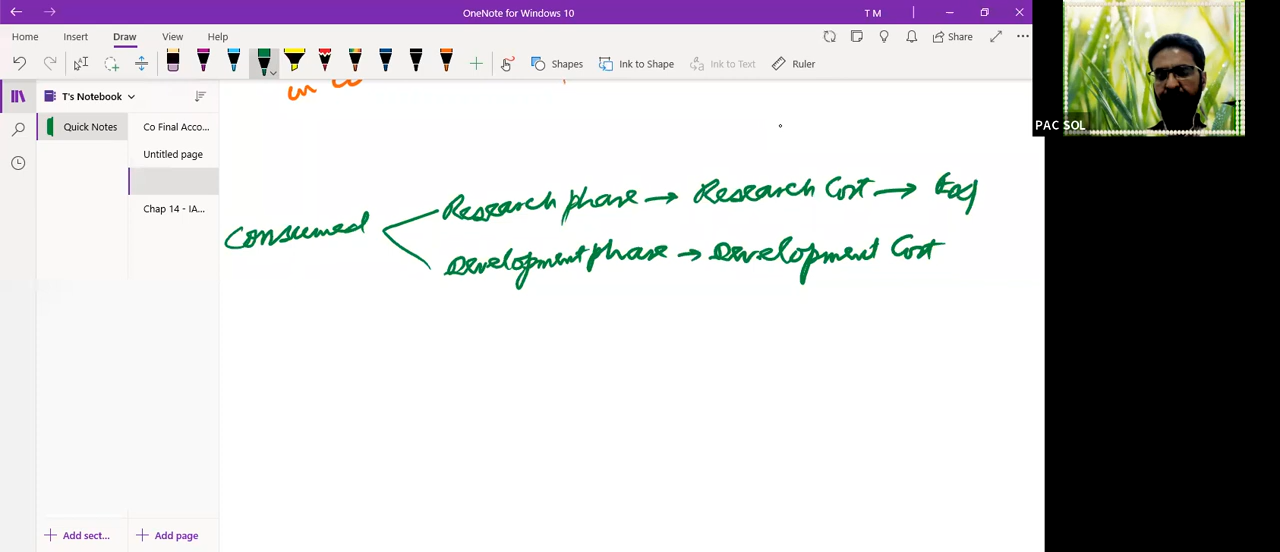 OneNote for Windows 10
T M
Home Insert Draw View Help
Share
Shapes
Ink to Shape
Ink to Text
Ruler
T's Notebook
Quick Notes
Co Final Acco...
Untitled page
Chap 14 - IA...
in
Research phase → Research Cost →
Consumed
Development phase → Development Cost
PAC SOL
Add sect...
Add page